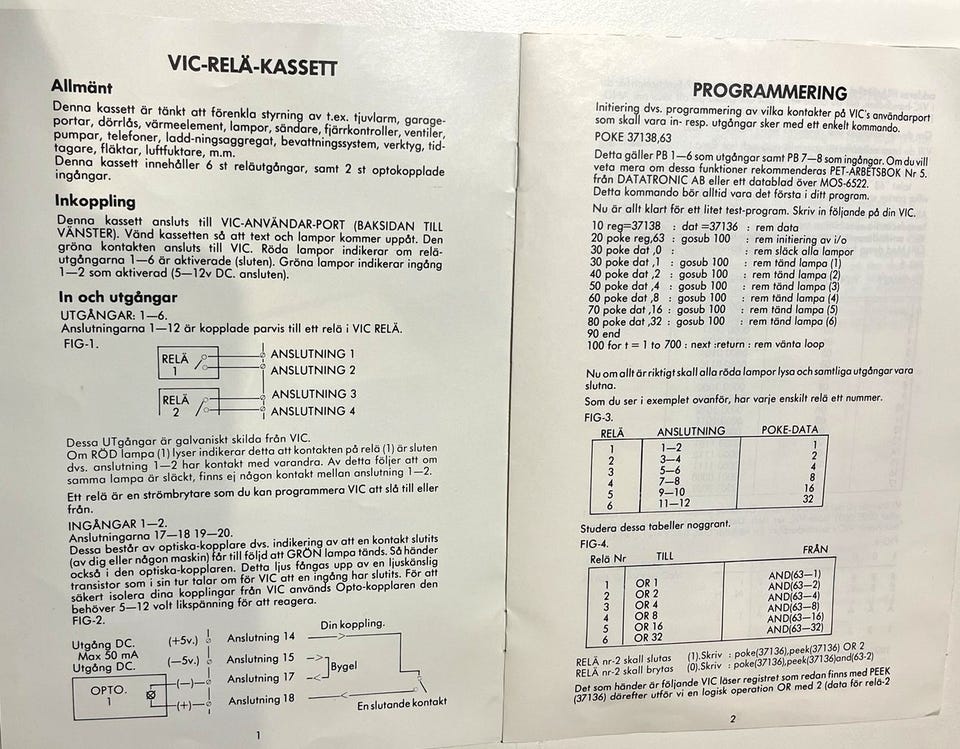 VIC-RELÄ-KASSETT
Allmänt
Denna kassett är tänkt att förenkla styrning av t.ex. tjuvlarm, garage-
portar, dörrlås, värmeelement, lampor, sändare, fjärrkontroller, ventiler,
pumpar, telefoner, ladd-ningsaggregat, bevattningssystem, verktyg, tid-
tagare, fläktar, luftfuktare, m.m.
Denna kassett innehåller 6 st reläutgångar, samt 2 st optokopplade
ingångar.
Inkoppling
Denna kassett ansluts till VIC-ANVÄNDAR-PORT (BAKSIDAN TILL
VÄNSTER). Vänd kassetten så att text och lampor kommer uppåt. Den
gröna kontakten ansluts till VIC. Röda lampor indikerar om relä-
utgångarna 1—6 är aktiverade (sluten). Gröna lampor indikerar ingång
1—2 som aktiverad (5—12v DC. ansluten).
In och utgångar
UTGÅNGAR: 1—6.
Anslutningarna 1—12 är kopplade parvis till ett relä i VIC RELÄ.
FIG-1.
RELÄ 1
ANSLUTNING 1
ANSLUTNING 2
RELÄ 2
ANSLUTNING 3
ANSLUTNING 4
Dessa UTgångar är galvaniskt skilda från VIC.
Om RÖD lampa (1) lyser indikerar detta att kontakten på relä (1) är sluten
dvs. anslutning 1—2 har kontakt med varandra. Av detta följer att om
samma lampa är släckt, finns ej någon kontakt mellan anslutning 1—2.
Ett relä är en strömbrytare som du kan programmera VIC att slå till eller
från.
INGÅNGAR 1—2.
Anslutningarna 17—18 19—20.
Dessa består av optiska-kopplare dvs. indikering av att en kontakt slutits
(av dig eller någon maskin) får till följd att GRÖN lampa tänds. Så händer
också i den optiska-kopplaren. Detta ljus fångas upp av en ljuskänslig
transistor som i sin tur talar om för VIC att en ingång har slutits. För att
säkert isolera dina kopplingar från VIC används Opto-kopplaren den
behöver 5—12 volt likspänning för att reagera.
FIG-2.
Din koppling.
Utgång DC. (+5v.) Anslutning 14
Max 50 mA
Utgång DC. (—5v.) Anslutning 15
Bygel
OPTO. 1
(—) Anslutning 17
(+) Anslutning 18
En slutande kontakt
1
PROGRAMMERING
Initiering dvs. programmering av vilka kontakter på VIC's användarport
som skall vara in- resp. utgångar sker med ett enkelt kommando.
POKE 37138,63
Detta gäller PB 1—6 som utgångar samt PB 7—8 som ingångar. Om du vill
veta mera om dessa funktioner rekommenderas PET-ARBETSBOK Nr 5.
från DATATRONIC AB eller ett datablad över MOS-6522.
Detta kommando bör alltid vara det första i ditt program.
Nu är allt klart för ett litet test-program. Skriv in följande på din VIC.
10 reg=37138 : dat =37136 : rem data
20 poke reg,63 : gosub 100 : rem initiering av i/o
30 poke dat ,0 : : rem släck alla lampor
30 poke dat ,1 : gosub 100 : rem tänd lampa (1)
40 poke dat ,2 : gosub 100 : rem tänd lampa (2)
50 poke dat ,4 : gosub 100 : rem tänd lampa (3)
60 poke dat ,8 : gosub 100 : rem tänd lampa (4)
70 poke dat ,16 : gosub 100 : rem tänd lampa (5)
80 poke dat ,32 : gosub 100 : rem tänd lampa (6)
90 end
100 for t = 1 to 700 : next :return : rem vänta loop
Nu om allt är riktigt skall alla röda lampor lysa och samtliga utgångar vara
slutna.
Som du ser i exemplet ovanför, har varje enskilt relä ett nummer.
FIG-3.
RELÄ ANSLUTNING POKE-DATA
1 1—2 1
2 3—4 2
3 5—6 4
4 7—8 8
5 9—10 16
6 11—12 32
Studera dessa tabeller noggrant.
FIG-4.
Relä Nr TILL FRÅN
1 OR 1 AND(63—1)
2 OR 2 AND(63—2)
3 OR 4 AND(63—4)
4 OR 8 AND(63—8)
5 OR 16 AND(63—16)
6 OR 32 AND(63—32)
RELÄ nr-2 skall slutas (1).Skriv : poke(37136),peek(37136) OR 2
RELÄ nr-2 skall brytas (0).Skriv : poke(37136),peek(37136)and(63-2)
Det som händer är följande VIC läser registret som redan finns med PEEK
(37136) därefter utför vi en logisk operation OR med 2 (data för relä-2
2